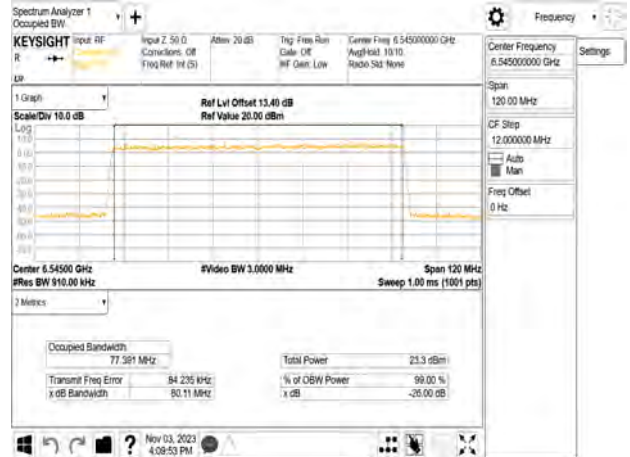 Spectrum Analyzer 1
Occupied BW
+
Frequency
KEYSIGHT
Input: RF
Input Z: 50 Ω
Atten: 20 dB
Trig: Free Run
Center Freq: 6.545000000 GHz
Corrections: Off
Gate: Off
Avg|Hold: 10/10
Freq Ref: Int (S)
#IF Gain: Low
Radio Std: None
Center Frequency
6.545000000 GHz
Settings
Span
120.00 MHz
CF Step
12.000000 MHz
Auto
Man
Freq Offset
0 Hz
1 Graph
Scale/Div 10.0 dB
Log
Ref Lvl Offset 13.40 dB
Ref Value 20.00 dBm
Center 6.54500 GHz
#Res BW 910.00 kHz
#Video BW 3.0000 MHz
Span 120 MHz
Sweep 1.00 ms (1001 pts)
2 Metrics
Occupied Bandwidth
77.391 MHz
Total Power
23.3 dBm
Transmit Freq Error
84.235 kHz
% of OBW Power
99.00 %
x dB Bandwidth
80.11 MHz
x dB
-26.00 dB
?
Nov 03, 2023
4:09:53 PM